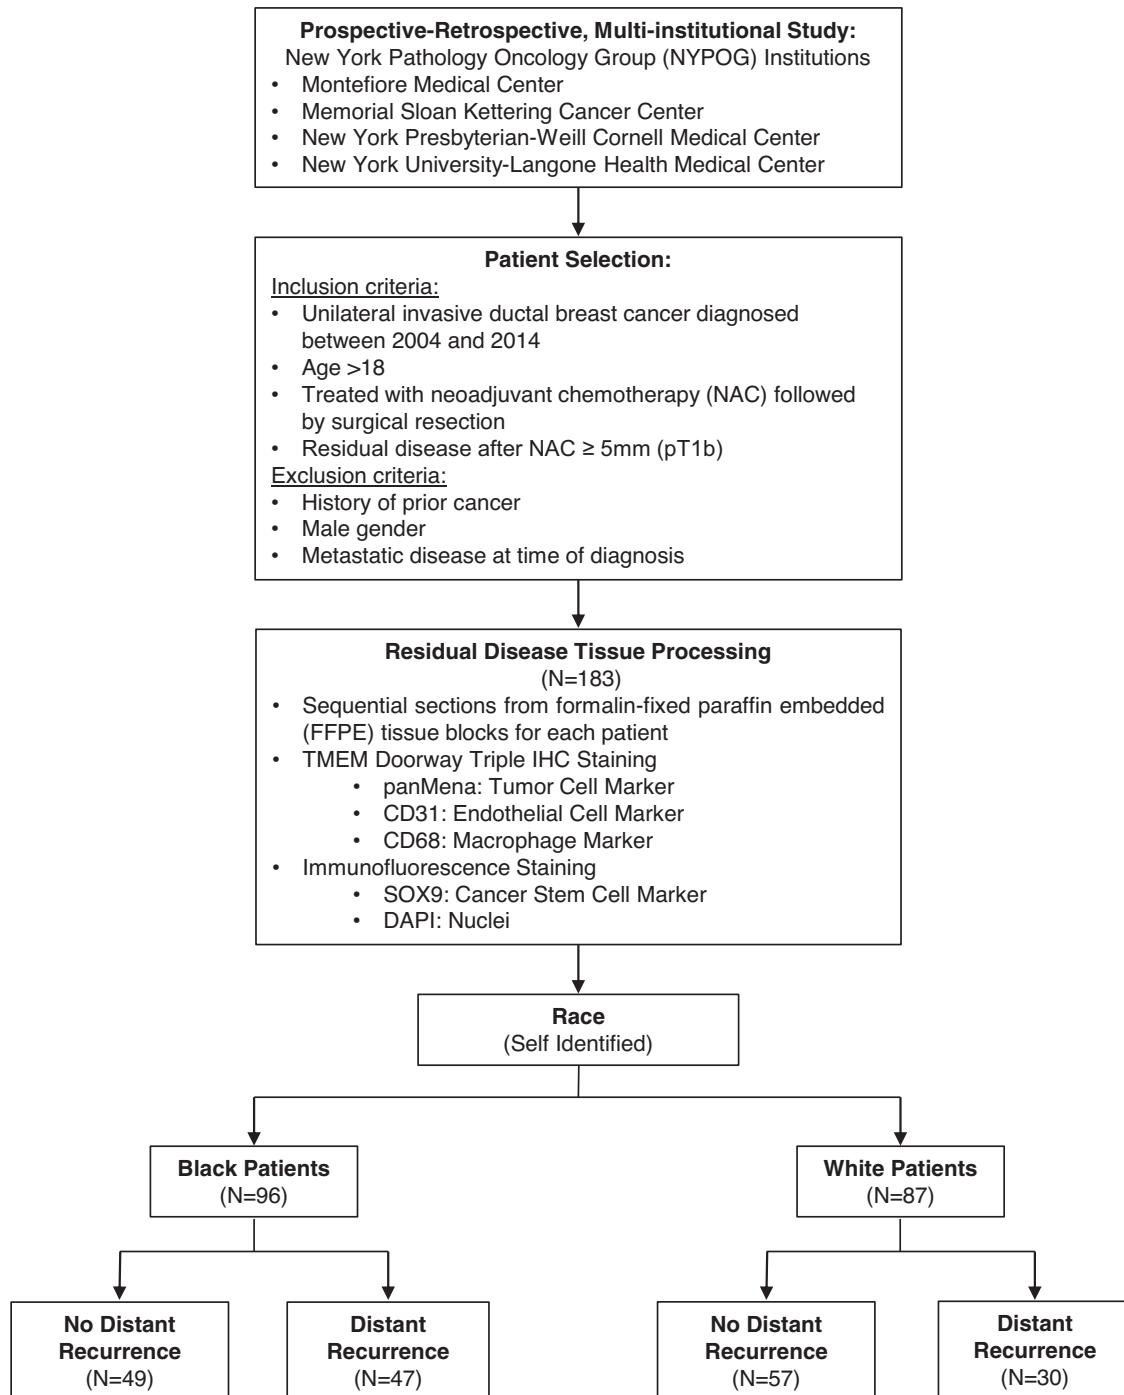 Prospective-Retrospective, Multi-institutional Study:
New York Pathology Oncology Group (NYPOG) Institutions
• Montefiore Medical Center
• Memorial Sloan Kettering Cancer Center
• New York Presbyterian-Weill Cornell Medical Center
• New York University-Langone Health Medical Center
Patient Selection:
Inclusion criteria:
• Unilateral invasive ductal breast cancer diagnosed
between 2004 and 2014
• Age >18
• Treated with neoadjuvant chemotherapy (NAC) followed
by surgical resection
• Residual disease after NAC ≥ 5mm (pT1b)
Exclusion criteria:
• History of prior cancer
• Male gender
• Metastatic disease at time of diagnosis
Residual Disease Tissue Processing
(N=183)
• Sequential sections from formalin-fixed paraffin embedded
(FFPE) tissue blocks for each patient
• TMEM Doorway Triple IHC Staining
• panMena: Tumor Cell Marker
• CD31: Endothelial Cell Marker
• CD68: Macrophage Marker
• Immunofluorescence Staining
• SOX9: Cancer Stem Cell Marker
• DAPI: Nuclei
Race
(Self Identified)
Black Patients
(N=96)
White Patients
(N=87)
No Distant
Recurrence
(N=49)
Distant
Recurrence
(N=47)
No Distant
Recurrence
(N=57)
Distant
Recurrence
(N=30)